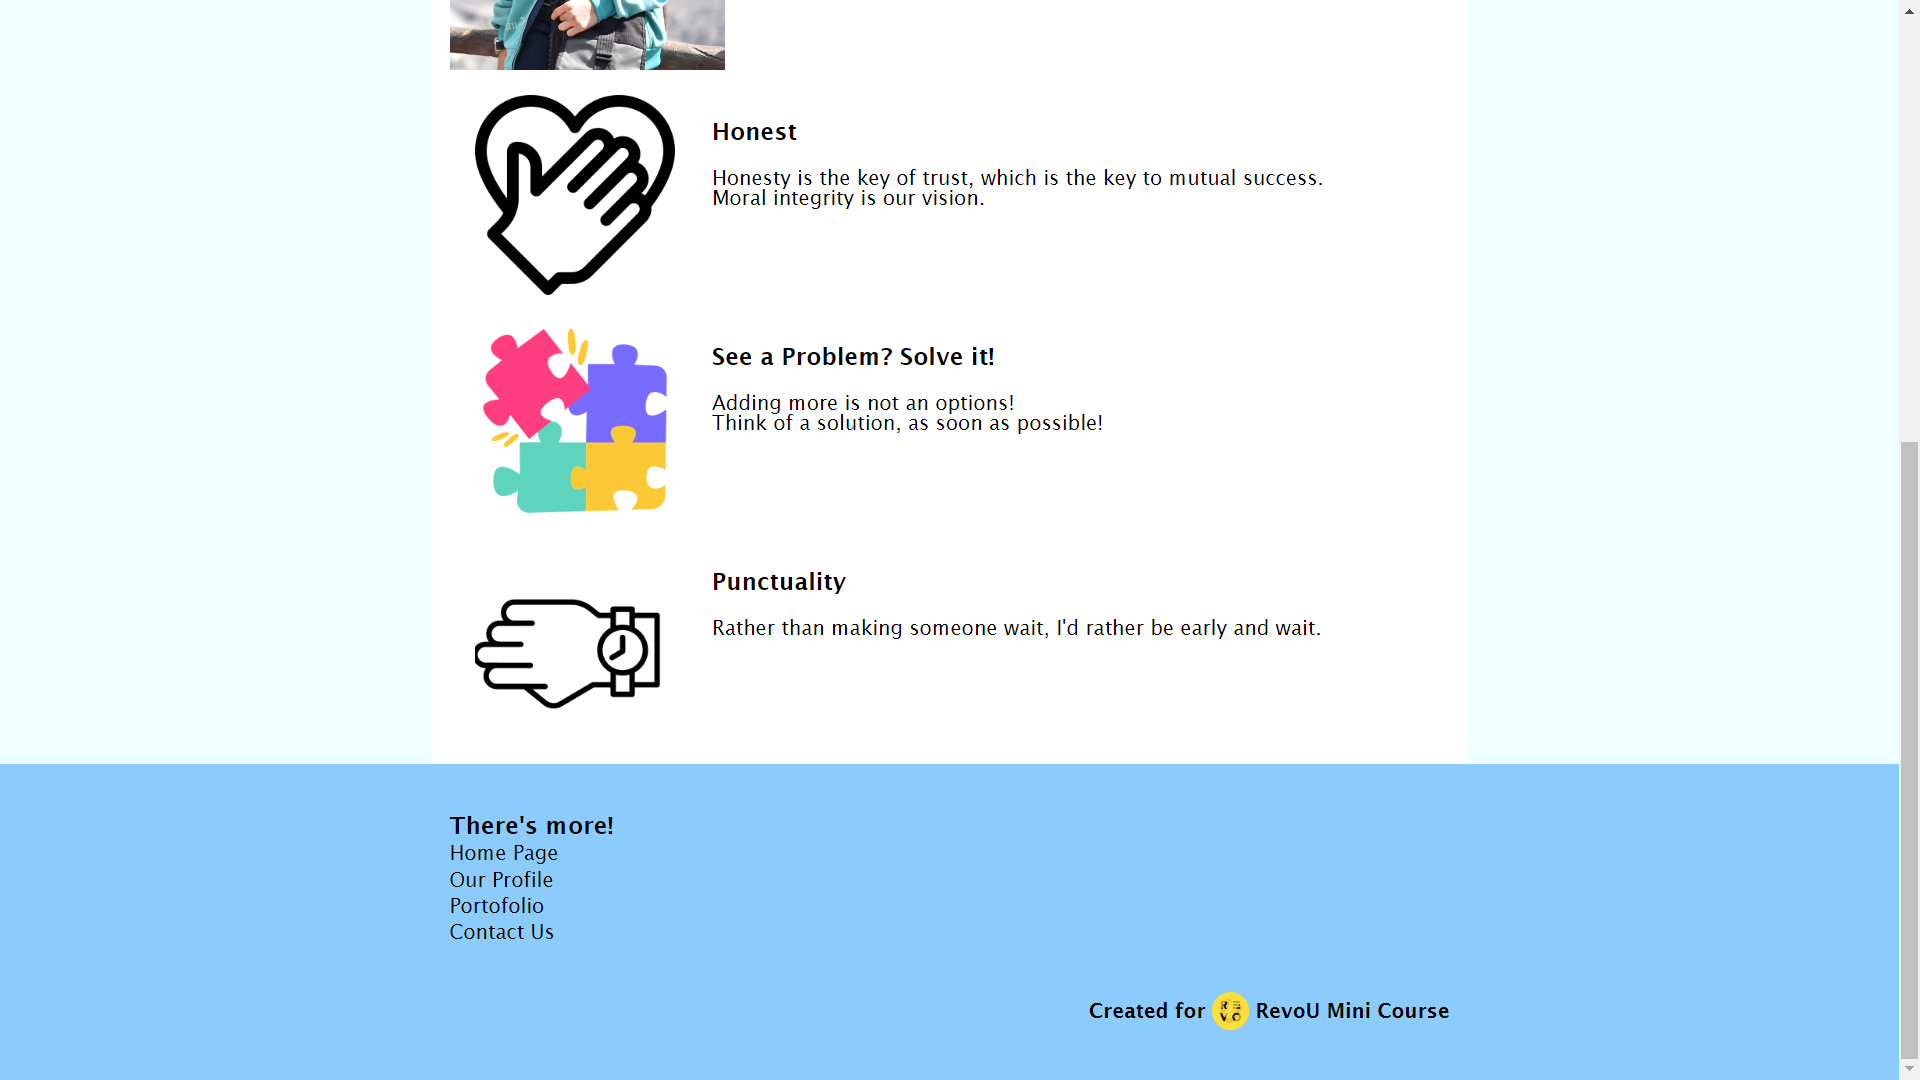 Honest
Honesty is the key of trust, which is the key to mutual success.
Moral integrity is our vision.
See a Problem? Solve it!
Adding more is not an options!
Think of a solution, as soon as possible!
Punctuality
Rather than making someone wait, I'd rather be early and wait.
There's more!
Home Page
Our Profile
Portofolio
Contact Us
Created for RevoU Mini Course